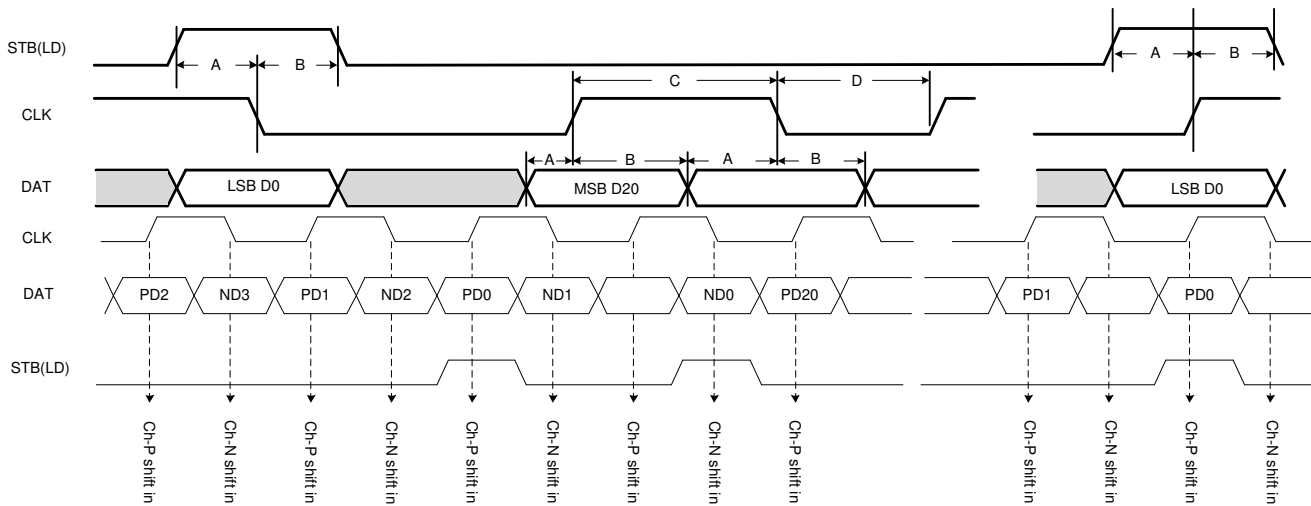 STB(LD)
A B A B
C D
CLK
A B A B
DAT
LSB D0 MSB D20 LSB D0
CLK
DAT
PD2 ND3 PD1 ND2 PD0 ND1 ND0 PD20 PD1 PD0
STB(LD)
Ch-P shift in
Ch-N shift in
Ch-P shift in
Ch-N shift in
Ch-P shift in
Ch-N shift in
Ch-P shift in
Ch-N shift in
Ch-P shift in
Ch-P shift in
Ch-N shift in
Ch-P shift in
Ch-N shift in